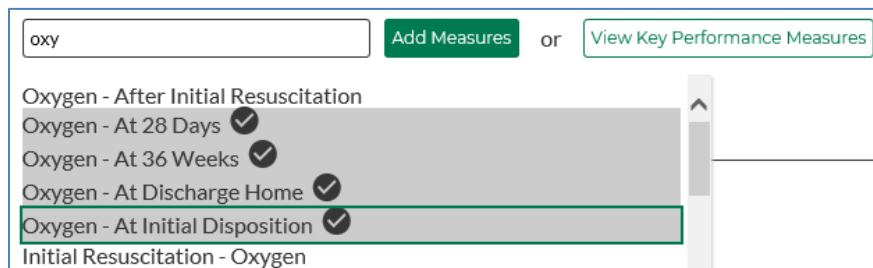 oxy Add Measures or View Key Performance Measures
Oxygen - After Initial Resuscitation
Oxygen - At 28 Days
Oxygen - At 36 Weeks
Oxygen - At Discharge Home
Oxygen - At Initial Disposition
Initial Resuscitation - Oxygen